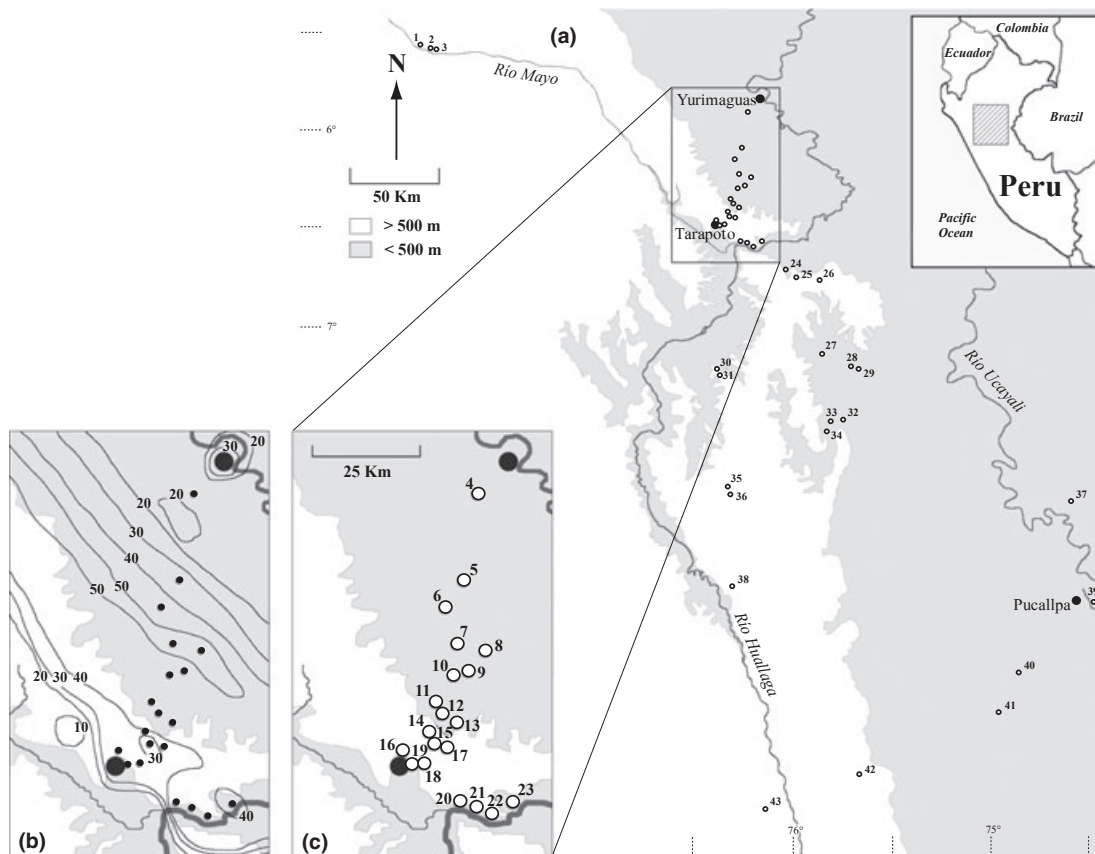 (a)
1 2 3
Río Mayo
N
50 Km
> 500 m
< 500 m
6°
7°
Yurimaguas
Tarapoto
Colombia
Ecuador
Brazil
Peru
Pacific
Ocean
24
25
26
27
28
29
30
31
32
33
34
35
36
37
38
39
40
41
42
43
Río Ucayali
Pucallpa
Río Huallaga
76°
75°
(b)
30
20
20
20
30
40
50
50
20 30 40
10
30
40
(c)
25 Km
4
5
6
7
8
9
10
11
12
13
14
15
16
17
18
19
20
21
22
23